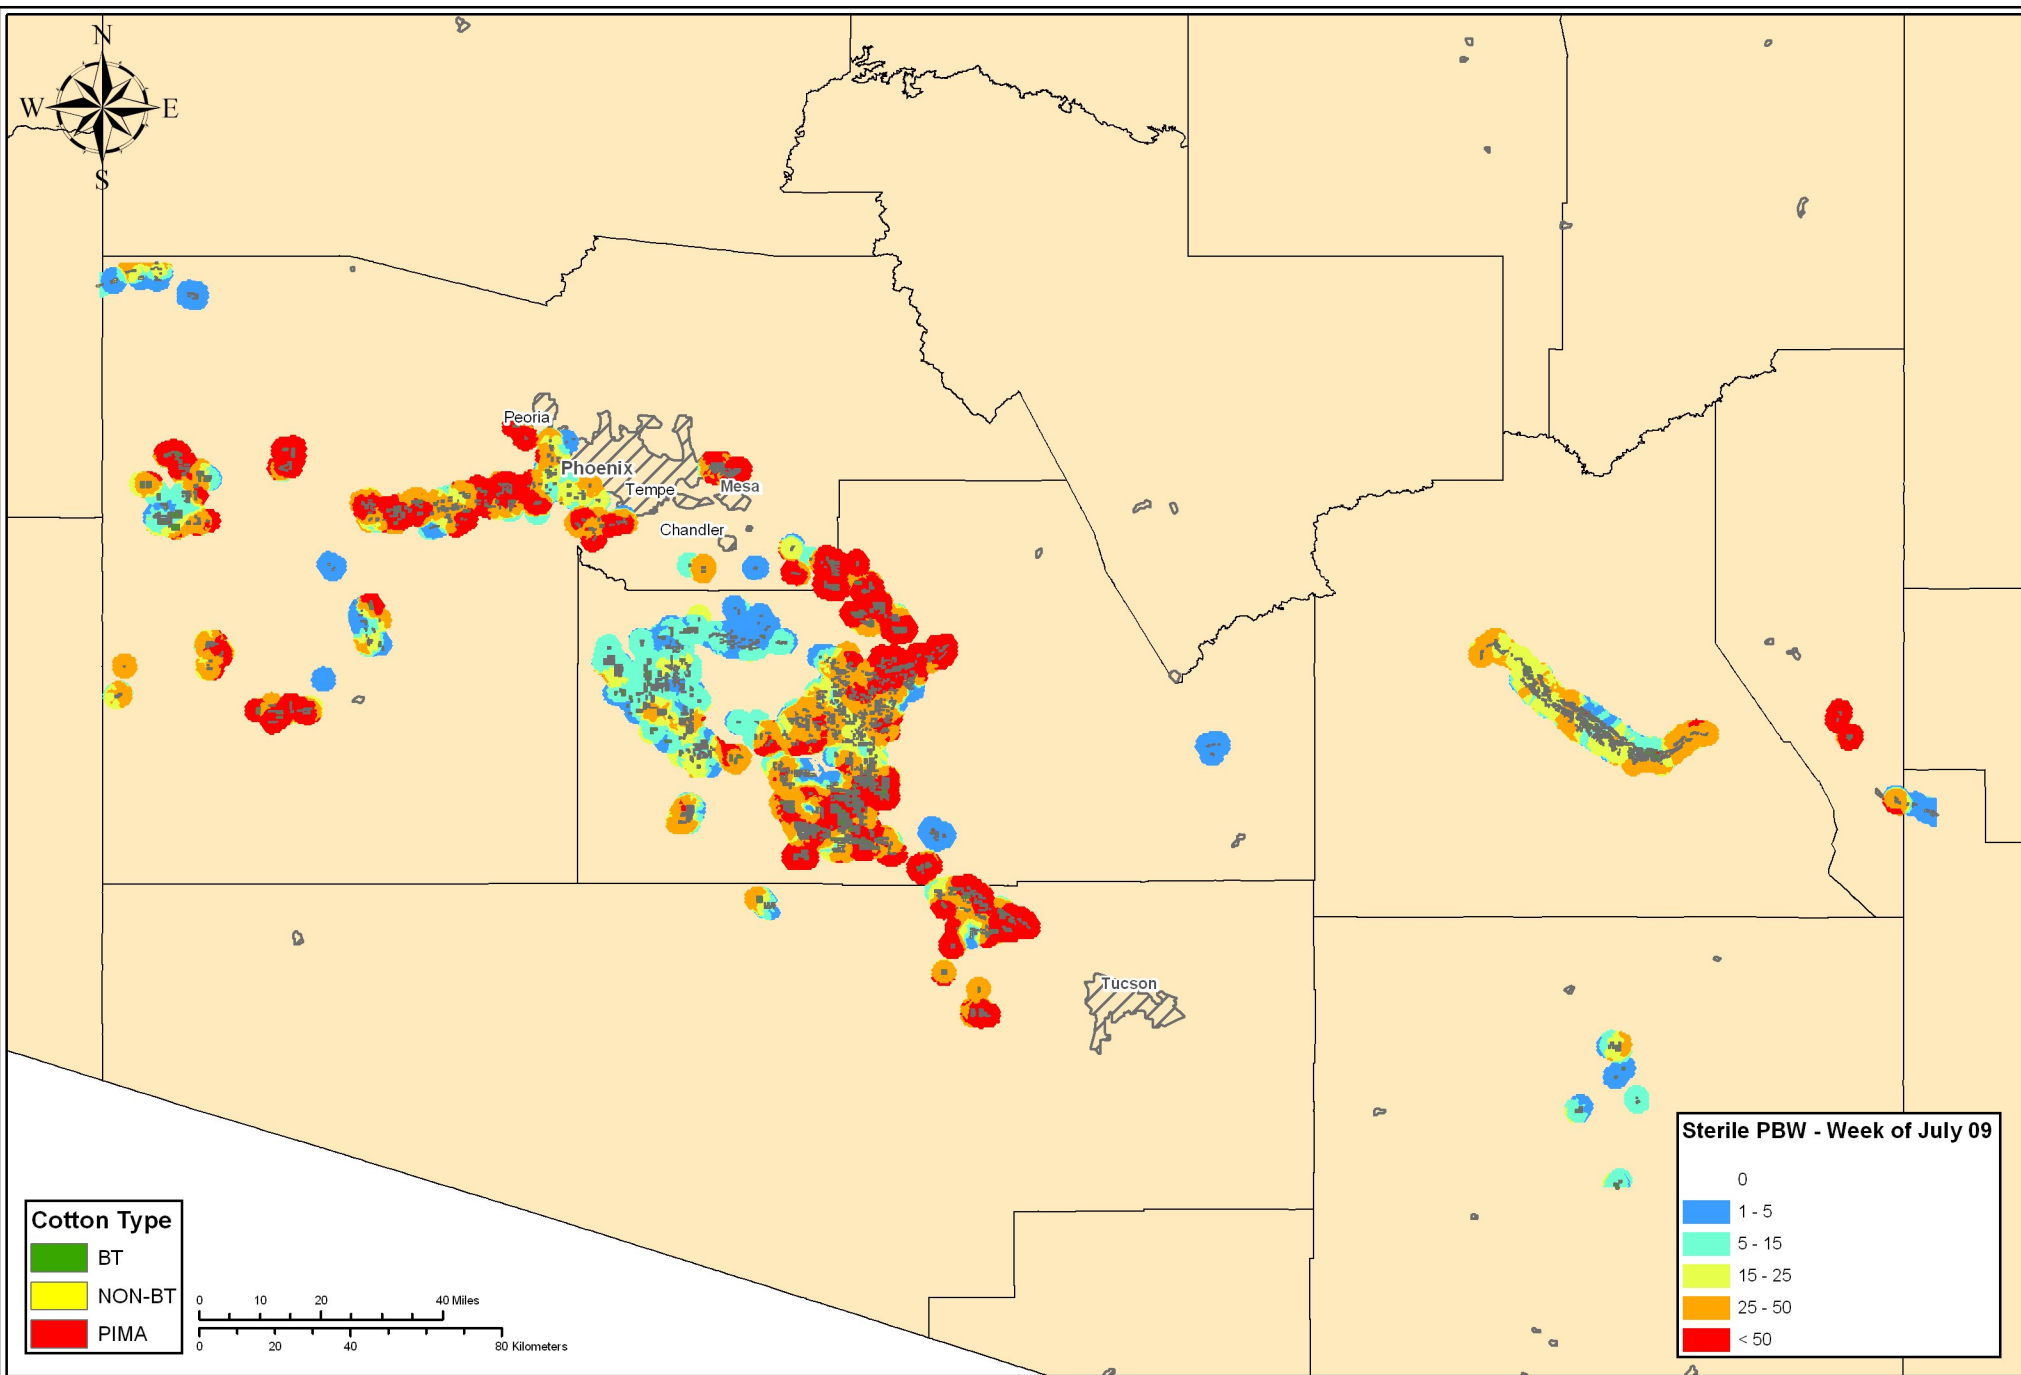 N
W E
S
Peoria
Phoenix
Tempe
Mesa
Chandler
Tucson
Sterile PBW - Week of July 09
0
1 - 5
5 - 15
15 - 25
25 - 50
< 50
Cotton Type
BT
NON-BT
PIMA
0 10 20 40 Miles
0 20 40 80 Kilometers